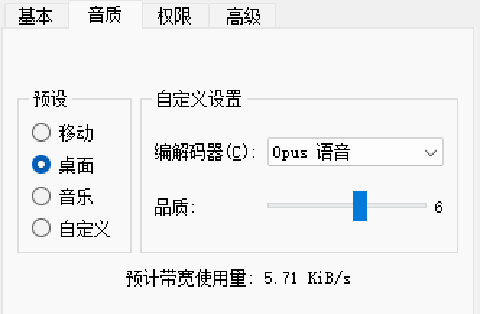 基本 音质 权限 高级
预设
移动
桌面
音乐
自定义
自定义设置
编解码器(C): Opus 语音
品质: 6
预计带宽使用量: 5.71 KiB/s